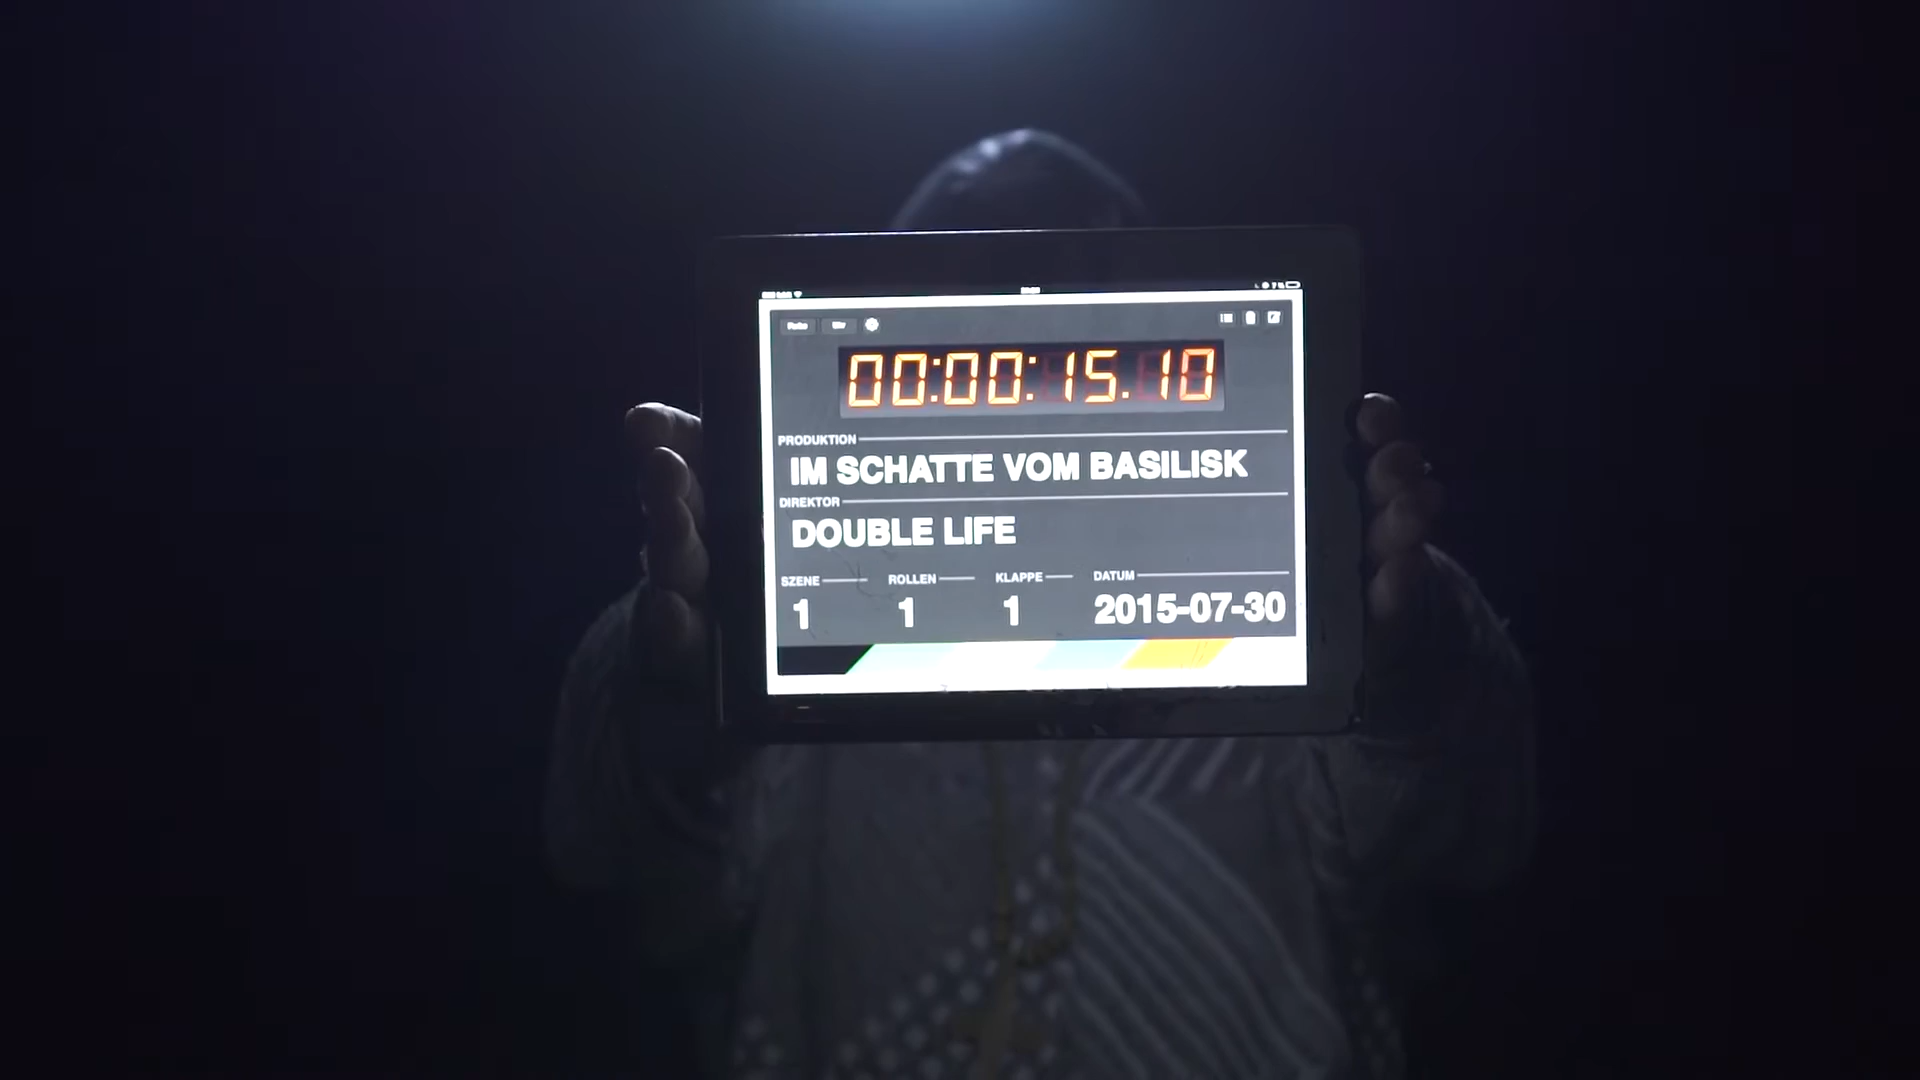 00:00:15.10
PRODUKTION
IM SCHATTE VOM BASILISK
DIREKTOR
DOUBLE LIFE
SZENE ROLLEN KLAPPE DATUM
1 1 1 2015-07-30